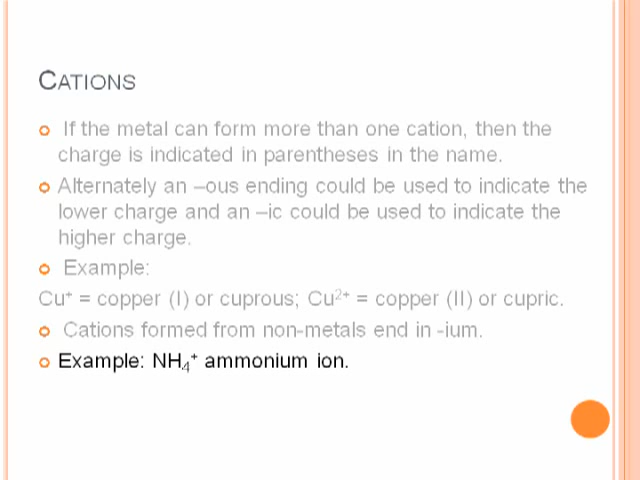 CATIONS
If the metal can form more than one cation, then the
charge is indicated in parentheses in the name.
Alternately an –ous ending could be used to indicate the
lower charge and an –ic could be used to indicate the
higher charge.
Example:
Cu⁺ = copper (I) or cuprous; Cu²⁺ = copper (II) or cupric.
Cations formed from non-metals end in -ium.
Example: NH₄⁺ ammonium ion.